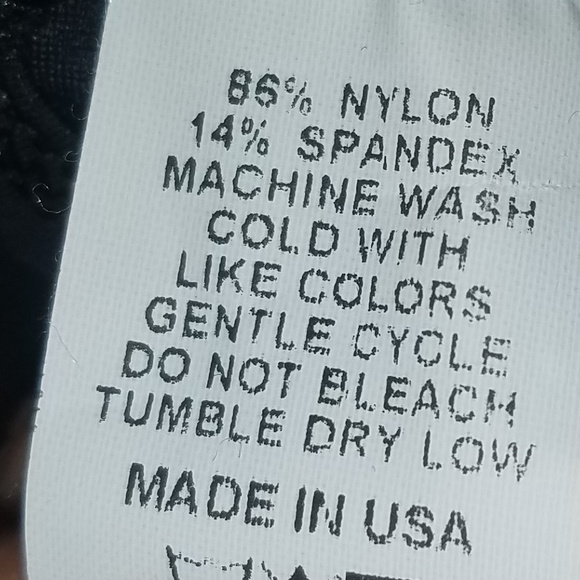 86% NYLON
14% SPANDEX
MACHINE WASH
COLD WITH
LIKE COLORS
GENTLE CYCLE
DO NOT BLEACH
TUMBLE DRY LOW
MADE IN USA